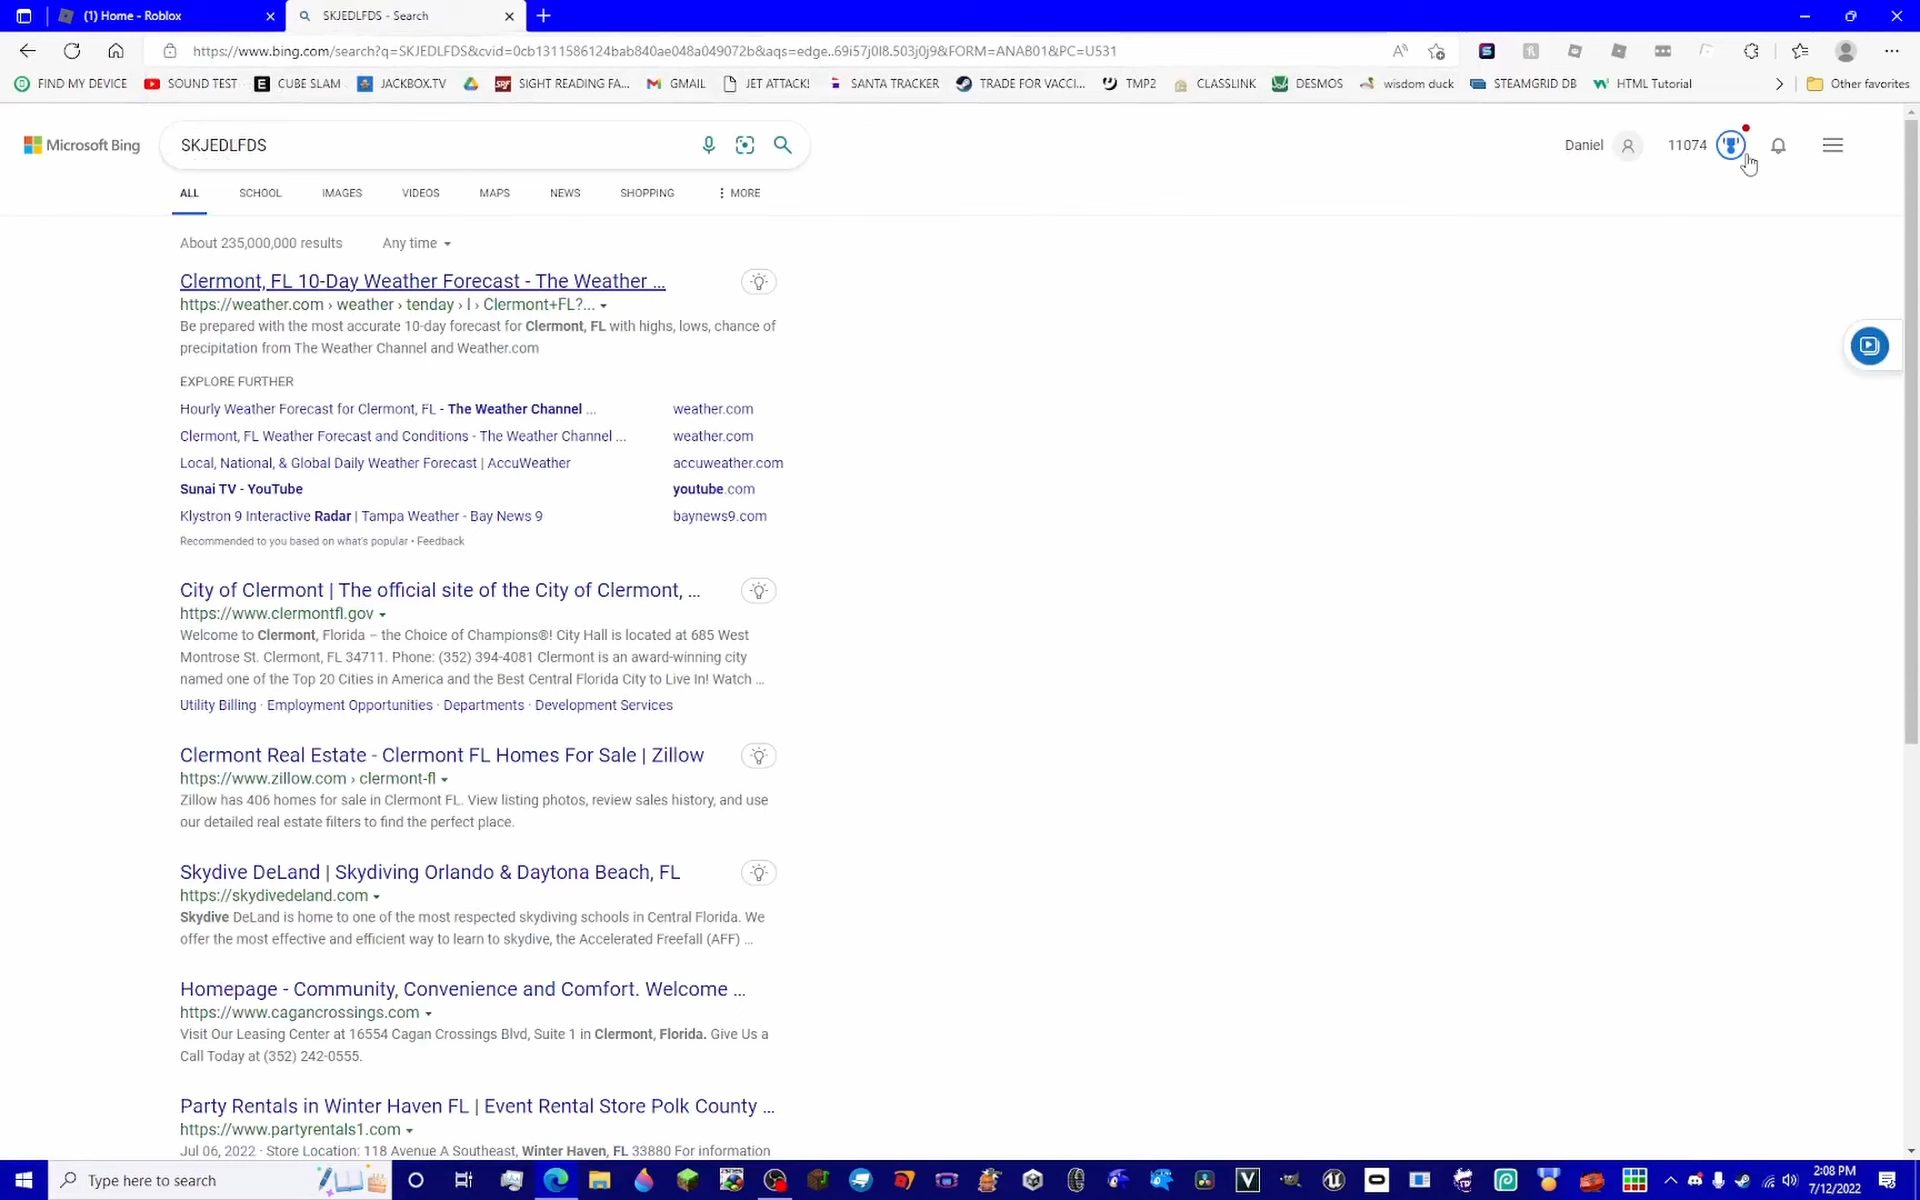 (1) Home - Roblox
SKJEDLFDS - Search
https://www.bing.com/search?q=SKJEDLFDS&cvid=0cb1311586124bab840ae048a049072b&aqs=edge..69i57j0l8.503j0j9&FORM=ANAB01&PC=U531
FIND MY DEVICE SOUND TEST CUBE SLAM JACKBOX.TV SIGHT READING FA... GMAIL JET ATTACK! SANTA TRACKER TRADE FOR VACCI... TMP2 CLASSLINK DESMOS wisdom duck STEAMGRID DB HTML Tutorial Other favorites
Microsoft Bing SKJEDLFDS Daniel 11074
ALL SCHOOL IMAGES VIDEOS MAPS NEWS SHOPPING MORE
About 235,000,000 results Any time
Clermont, FL 10-Day Weather Forecast - The Weather ...
https://weather.com › weather › tenday › l › Clermont+FL?...
Be prepared with the most accurate 10-day forecast for Clermont, FL with highs, lows, chance of
precipitation from The Weather Channel and Weather.com
EXPLORE FURTHER
Hourly Weather Forecast for Clermont, FL - The Weather Channel ... weather.com
Clermont, FL Weather Forecast and Conditions - The Weather Channel ... weather.com
Local, National, & Global Daily Weather Forecast | AccuWeather accuweather.com
Sunai TV - YouTube youtube.com
Klystron 9 Interactive Radar | Tampa Weather - Bay News 9 baynews9.com
Recommended to you based on what's popular • Feedback
City of Clermont | The official site of the City of Clermont, ...
https://www.clermontfl.gov
Welcome to Clermont, Florida – the Choice of Champions®! City Hall is located at 685 West
Montrose St. Clermont, FL 34711. Phone: (352) 394-4081 Clermont is an award-winning city
named one of the Top 20 Cities in America and the Best Central Florida City to Live In! Watch ...
Utility Billing · Employment Opportunities · Departments · Development Services
Clermont Real Estate - Clermont FL Homes For Sale | Zillow
https://www.zillow.com › clermont-fl
Zillow has 406 homes for sale in Clermont FL. View listing photos, review sales history, and use
our detailed real estate filters to find the perfect place.
Skydive DeLand | Skydiving Orlando & Daytona Beach, FL
https://skydivedeland.com
Skydive DeLand is home to one of the most respected skydiving schools in Central Florida. We
offer the most effective and efficient way to learn to skydive, the Accelerated Freefall (AFF) ...
Homepage - Community, Convenience and Comfort. Welcome ...
https://www.cagancrossings.com
Visit Our Leasing Center at 16554 Cagan Crossings Blvd, Suite 1 in Clermont, Florida. Give Us a
Call Today at (352) 242-0555.
Party Rentals in Winter Haven FL | Event Rental Store Polk County ...
https://www.partyrentals1.com
Jul 06, 2022 · Store Location: 118 Avenue A Southeast, Winter Haven, FL 33880 For information
Type here to search
2:08 PM
7/12/2022